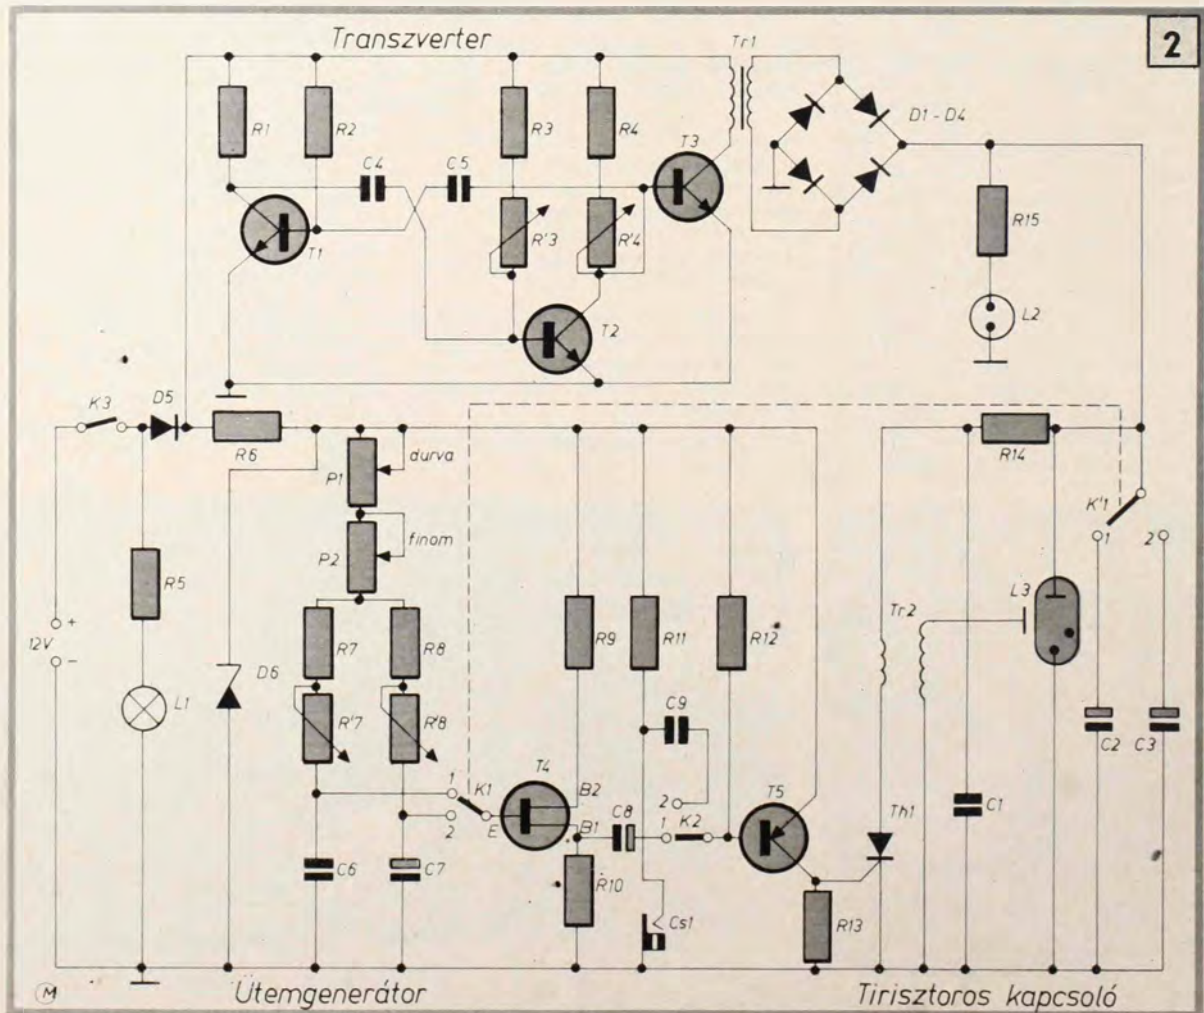 2
Transzverter
Tr1
R1
R2
R3
R4
T3
D1 - D4
C4
C5
T1
R'3
R'4
R15
T2
L2
K3
D5
R6
P1
durva
R14
K'1
1
2
P2
finom
R5
L3
R7
R8
R9
R11
R12
Tr2
12V
+
-
D6
L1
R'7
R'8
C9
C2
C3
1
K1
2
E
T4
B2
B1
C8
2
1
K2
T5
Th1
C1
C6
C7
R10
Cs1
R13
M
Ütemgenerátor
Tirisztoros kapcsoló